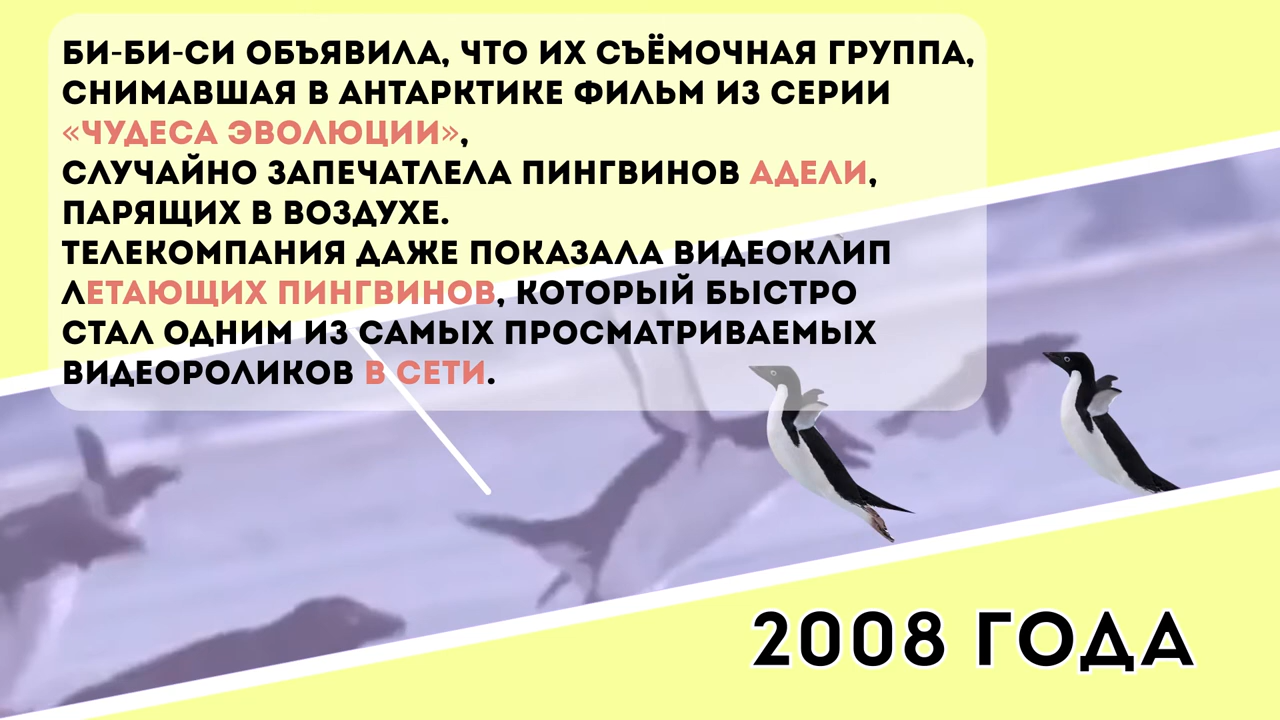 БИ-БИ-СИ ОБЪЯВИЛА, ЧТО ИХ СЪЁМОЧНАЯ ГРУППА,
СНИМАВШАЯ В АНТАРКТИКЕ ФИЛЬМ ИЗ СЕРИИ
«ЧУДЕСА ЭВОЛЮЦИИ»,
СЛУЧАЙНО ЗАПЕЧАТЛЕЛА ПИНГВИНОВ АДЕЛИ,
ПАРЯЩИХ В ВОЗДУХЕ.
ТЕЛЕКОМПАНИЯ ДАЖЕ ПОКАЗАЛА ВИДЕОКЛИП
ЛЕТАЮЩИХ ПИНГВИНОВ, КОТОРЫЙ БЫСТРО
СТАЛ ОДНИМ ИЗ САМЫХ ПРОСМАТРИВАЕМЫХ
ВИДЕОРОЛИКОВ В СЕТИ.
2008 ГОДА